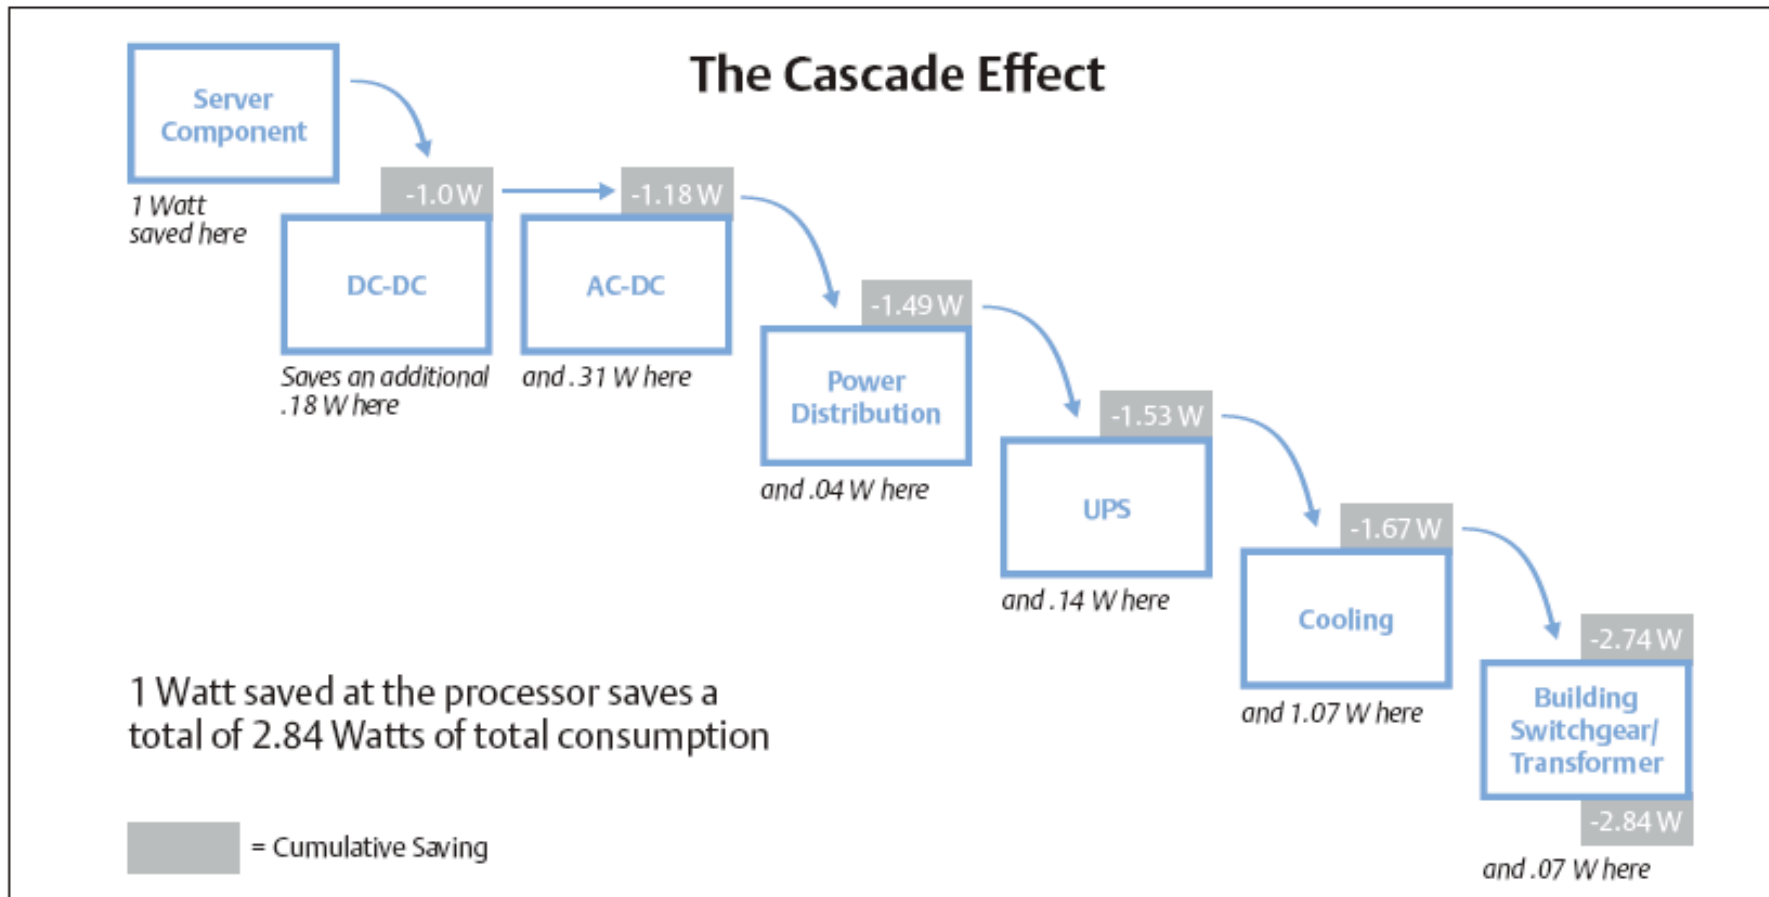 The Cascade Effect
Server
Component
1 Watt
saved here
-1.0 W
DC-DC
Saves an additional
.18 W here
-1.18 W
AC-DC
and .31 W here
-1.49 W
Power
Distribution
and .04 W here
-1.53 W
UPS
and .14 W here
-1.67 W
Cooling
and 1.07 W here
-2.74 W
Building
Switchgear/
Transformer
-2.84 W
and .07 W here
1 Watt saved at the processor saves a
total of 2.84 Watts of total consumption
= Cumulative Saving